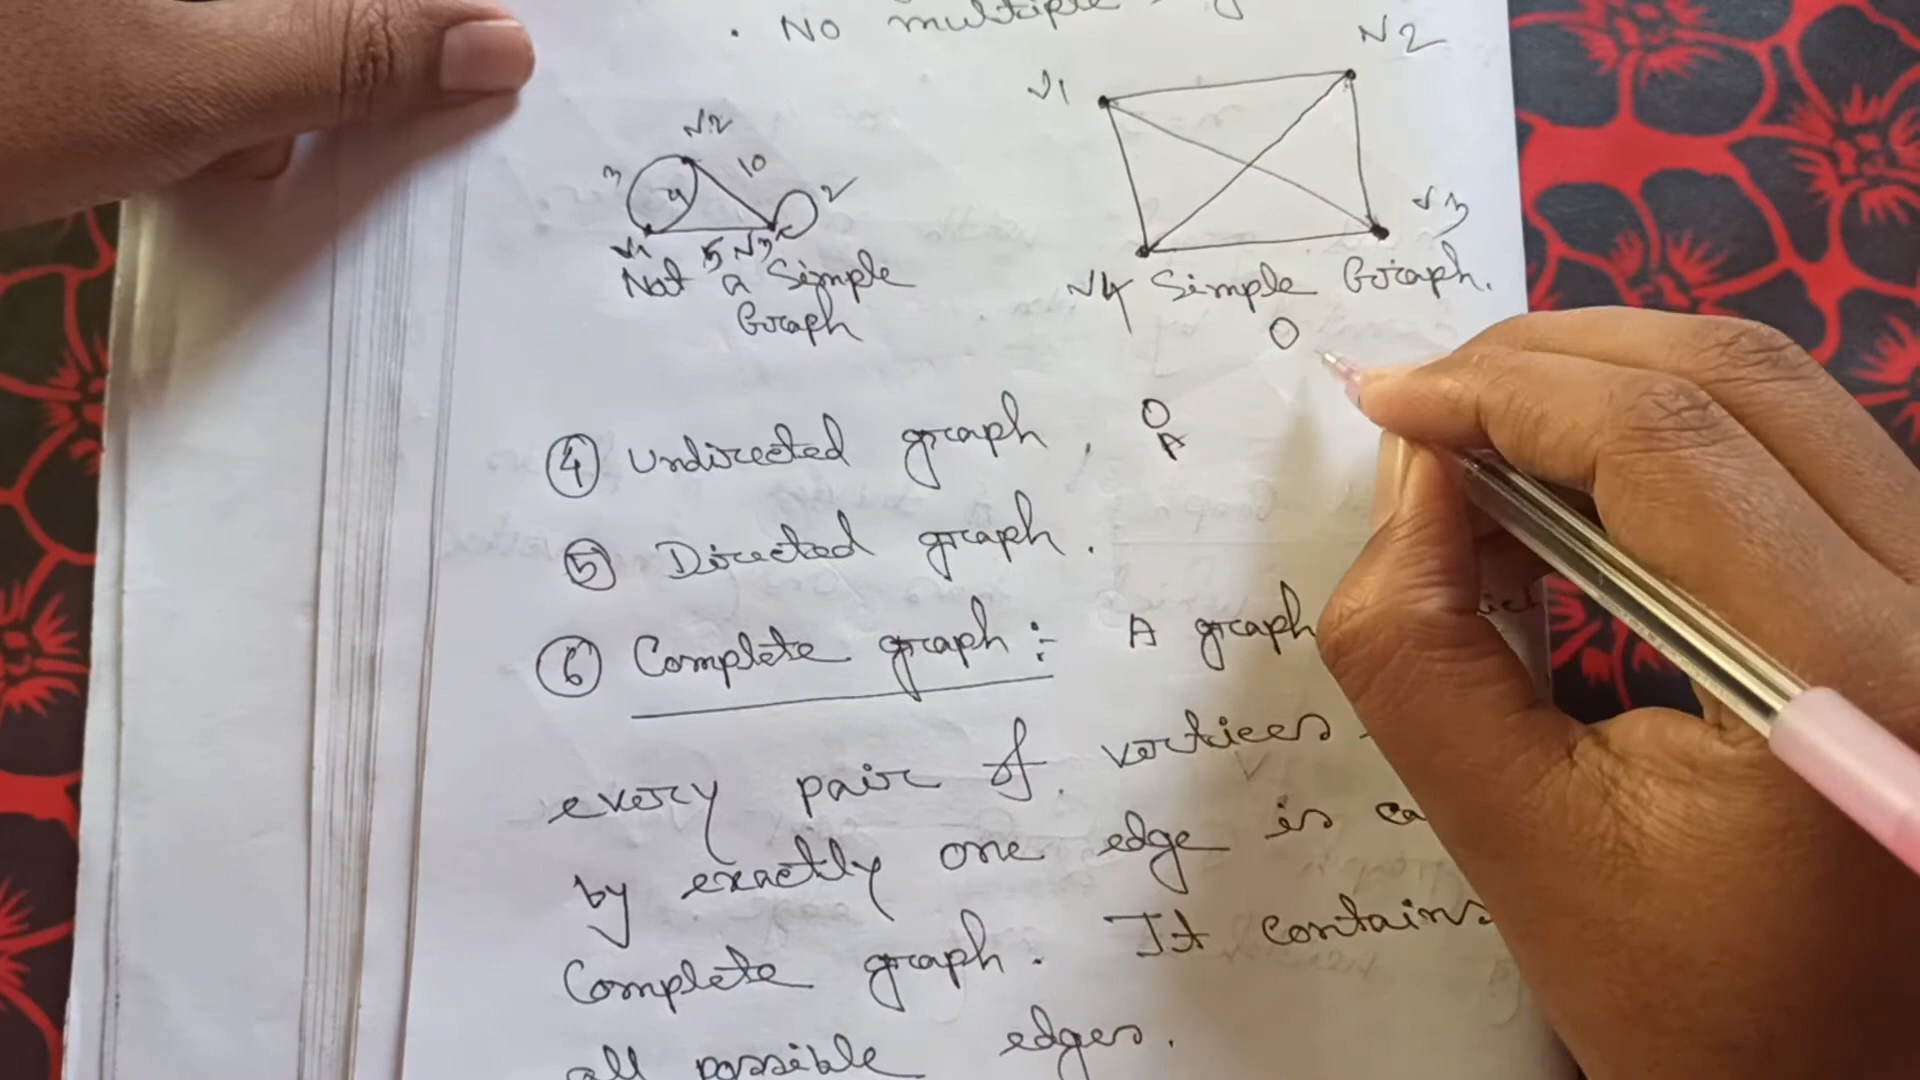 . No multiple
V1
V2
V2
3
4
10
2
V1
5
V3
V3
Not a Simple
Graph
V4
Simple Graph.
④ Undirected graph.
A
⑤ Directed graph.
⑥ Complete graph :- A graph
every pair of vertices
by exactly one edge is ca
Complete graph. It contains
all possible edges.